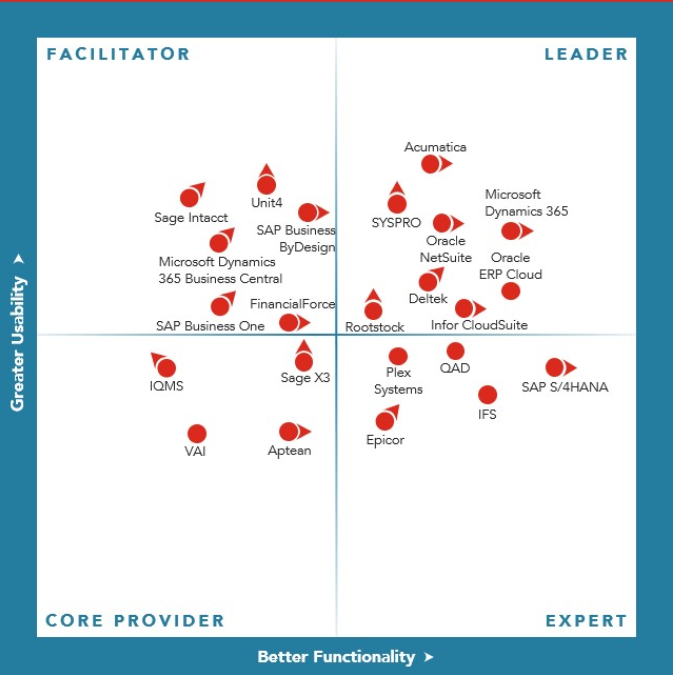 FACILITATOR
LEADER
Acumatica
Sage Intacct
Unit4
SAP Business
ByDesign
SYSPRO
Microsoft
Dynamics 365
Oracle
NetSuite
Microsoft Dynamics
365 Business Central
Oracle
ERP Cloud
Deltek
SAP Business One
FinancialForce
Rootstock
Infor CloudSuite
Greater Usability ➤
IQMS
Sage X3
Plex
Systems
QAD
SAP S/4HANA
IFS
VAI
Aptean
Epicor
CORE PROVIDER
EXPERT
Better Functionality ➤